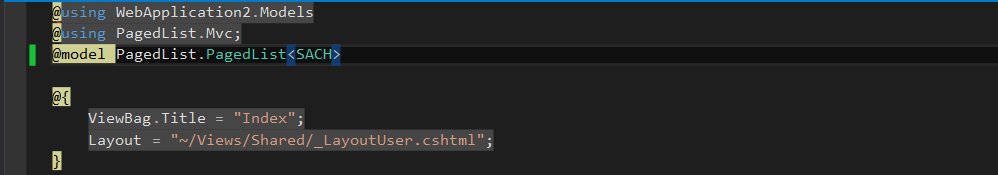 @using WebApplication2.Models
@using PagedList.Mvc;
@model PagedList.PagedList<SACH>
@{
ViewBag.Title = "Index";
Layout = "~/Views/Shared/_LayoutUser.cshtml";
}